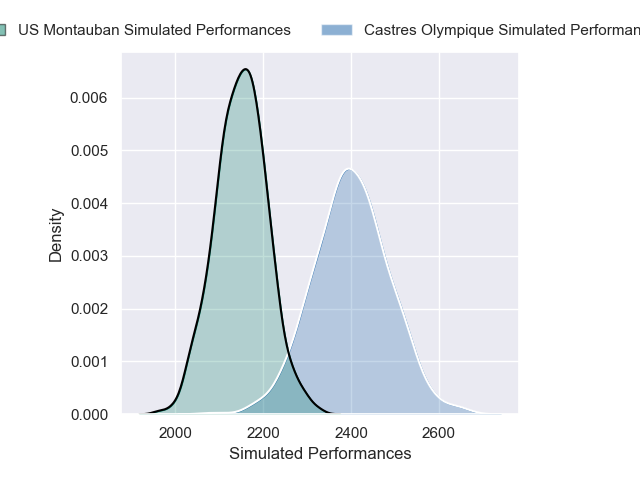 US Montauban Simulated Performances
Castres Olympique Simulated Performan
0.006
0.005
0.004
0.003
0.002
0.001
0.000
Density
2000 2200 2400 2600
Simulated Performances